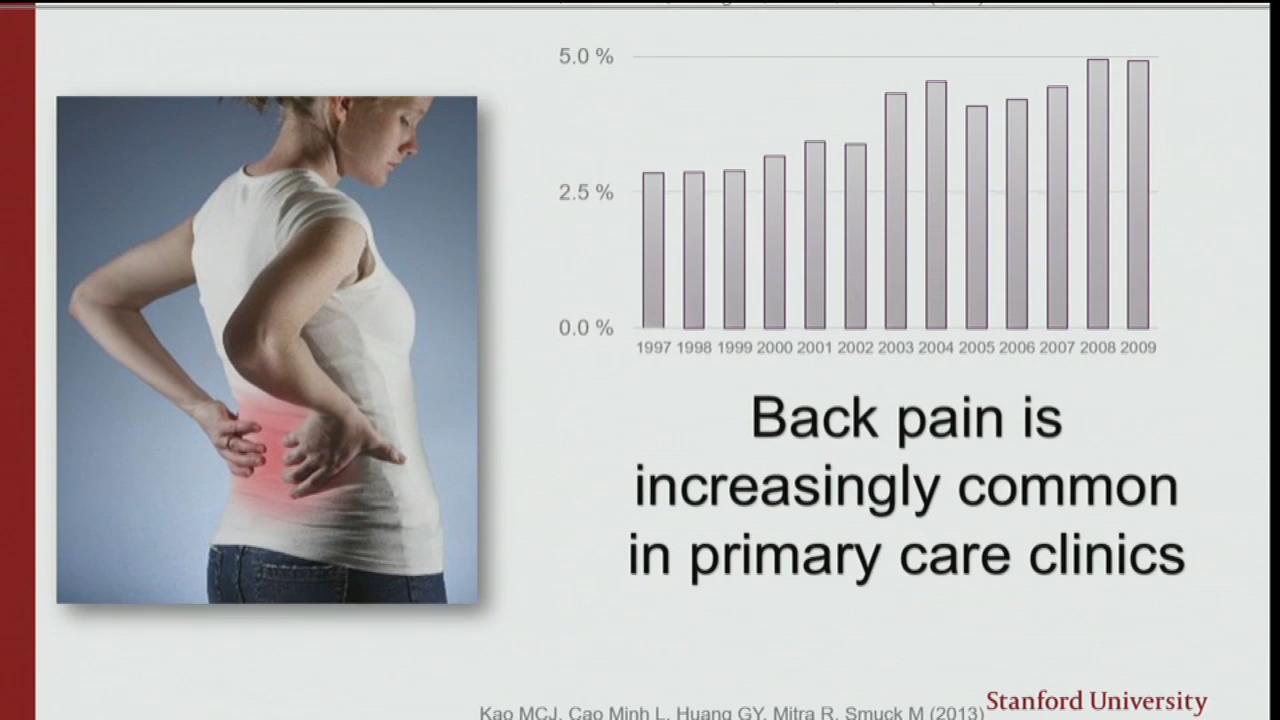 5.0 %
2.5 %
0.0 %
1997 1998 1999 2000 2001 2002 2003 2004 2005 2006 2007 2008 2009
Back pain is
increasingly common
in primary care clinics
Kao MCJ, Cao Minh L, Huang GY, Mitra R, Smuck M (2013)
Stanford University